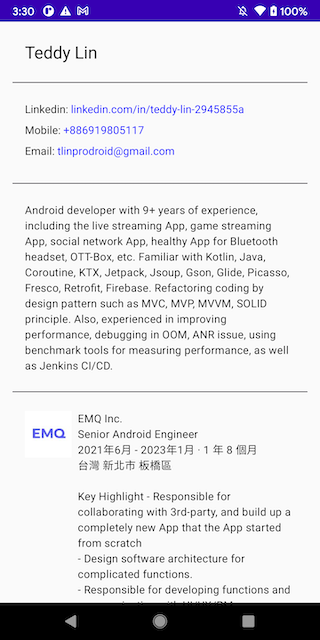 3:30
100%
Teddy Lin
Linkedin: linkedin.com/in/teddy-lin-2945855a
Mobile: +886919805117
Email: tlinprodroid@gmail.com
Android developer with 9+ years of experience,
including the live streaming App, game streaming
App, social network App, healthy App for Bluetooth
headset, OTT-Box, etc. Familiar with Kotlin, Java,
Coroutine, KTX, Jetpack, Jsoup, Gson, Glide, Picasso,
Fresco, Retrofit, Firebase. Refactoring coding by
design pattern such as MVC, MVP, MVVM, SOLID
principle. Also, experienced in improving
performance, debugging in OOM, ANR issue, using
benchmark tools for measuring performance, as well
as Jenkins CI/CD.
EMQ
EMQ Inc.
Senior Android Engineer
2021年6月 - 2023年1月 · 1 年 8 個月
台灣 新北市 板橋區
Key Highlight - Responsible for
collaborating with 3rd-party, and build up a
completely new App that the App started
from scratch
- Design software architecture for
complicated functions.
- Responsible for developing functions and